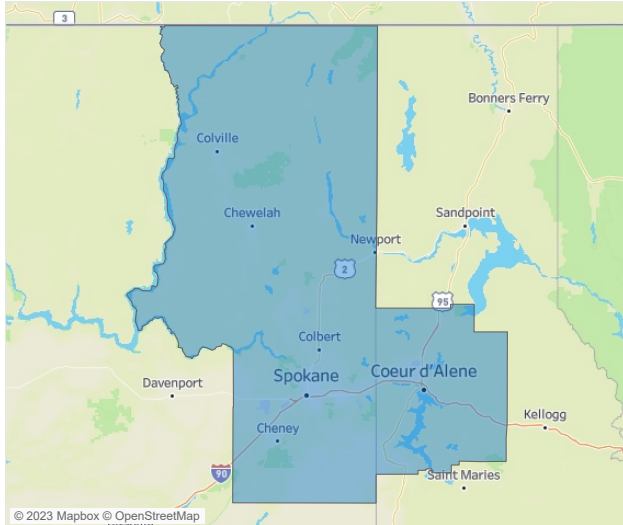 3
Bonners Ferry
Colville
Chewelah
Sandpoint
Newport
2
95
Colbert
Spokane
Coeur d'Alene
Davenport
Kellogg
Cheney
90
Saint Maries
© 2023 Mapbox © OpenStreetMap